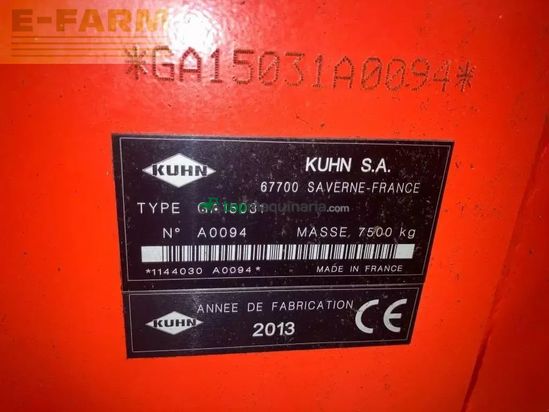 E-FARM
*GA15031A0094*
KUHN
KUHN S.A.
67700 SAVERNE-FRANCE
TYPE GA15031
N° A0094 MASSE, 7500 kg
*1144030 A0094* MADE IN FRANCE
KUHN
ANNEE DE FABRICATION
2013
CE